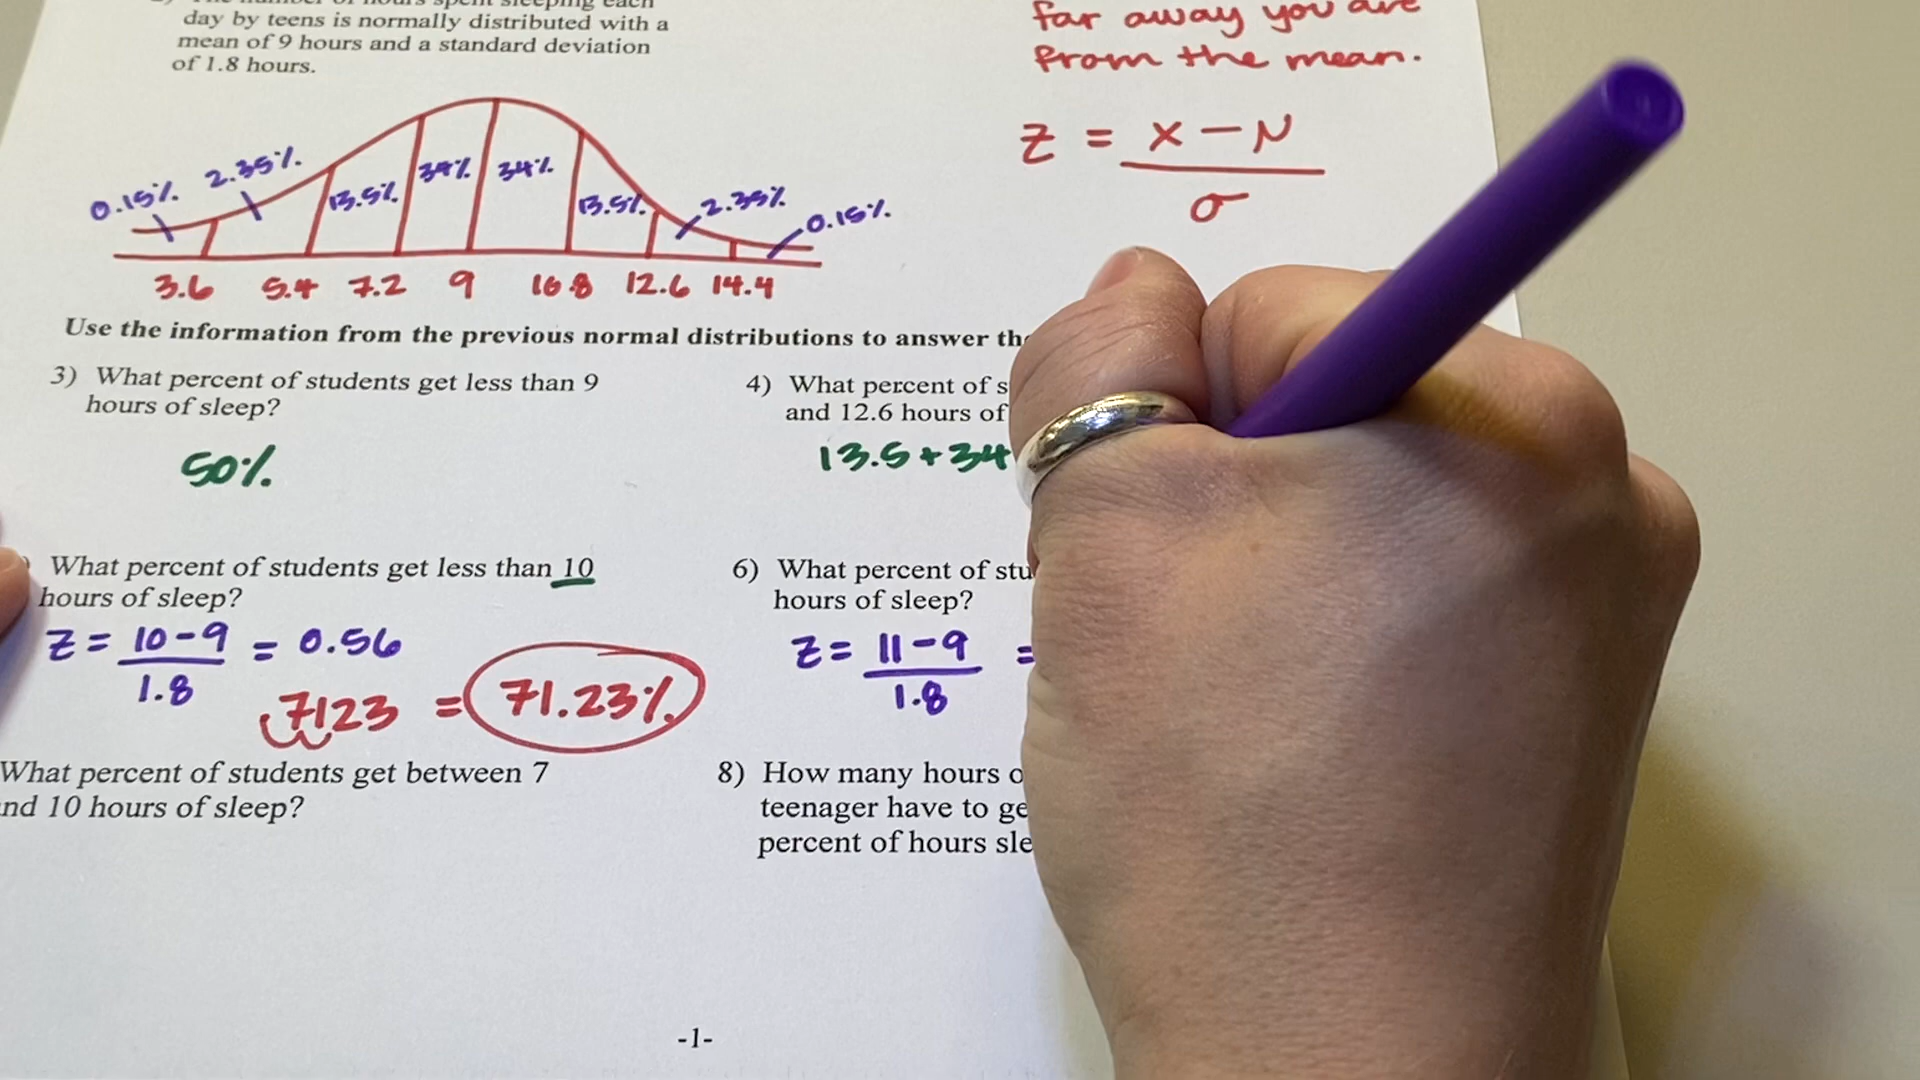 day by teens is normally distributed with a
mean of 9 hours and a standard deviation
of 1.8 hours.
far away you are
from the mean.
z = x - μ
σ
0.15% 2.35% 13.5% 34% 34% 13.5% 2.35% 0.15%
3.6 5.4 7.2 9 10.8 12.6 14.4
Use the information from the previous normal distributions to answer
3) What percent of students get less than 9
hours of sleep?
50%
4) What percent of
and 12.6 hours of
13.5 + 34
What percent of students get less than 10
hours of sleep?
z = 10 - 9 = 0.56
1.8
.7123 = 71.23%
6) What percent of
hours of sleep?
z = 11 - 9 =
1.8
What percent of students get between 7
10 hours of sleep?
8) How many hours
teenager have to
percent of hours
-1-